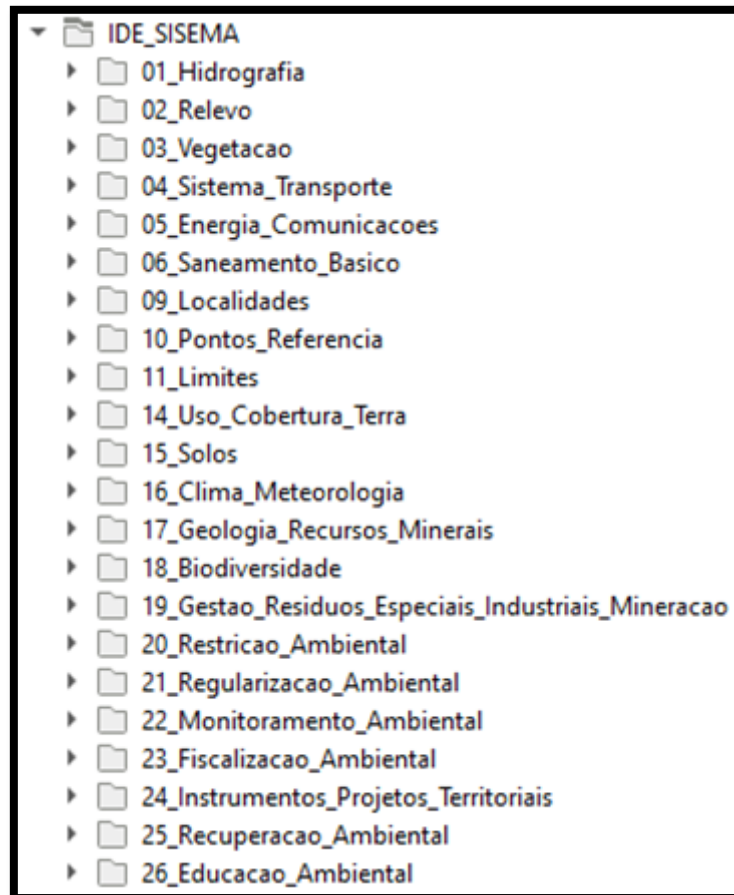 IDE_SISEMA
01_Hidrografia
02_Relevo
03_Vegetacao
04_Sistema_Transporte
05_Energia_Comunicacoes
06_Saneamento_Basico
09_Localidades
10_Pontos_Referencia
11_Limites
14_Uso_Cobertura_Terra
15_Solos
16_Clima_Meteorologia
17_Geologia_Recursos_Minerais
18_Biodiversidade
19_Gestao_Residuos_Especiais_Industriais_Mineracao
20_Restricao_Ambiental
21_Regularizacao_Ambiental
22_Monitoramento_Ambiental
23_Fiscalizacao_Ambiental
24_Instrumentos_Projetos_Territoriais
25_Recuperacao_Ambiental
26_Educacao_Ambiental